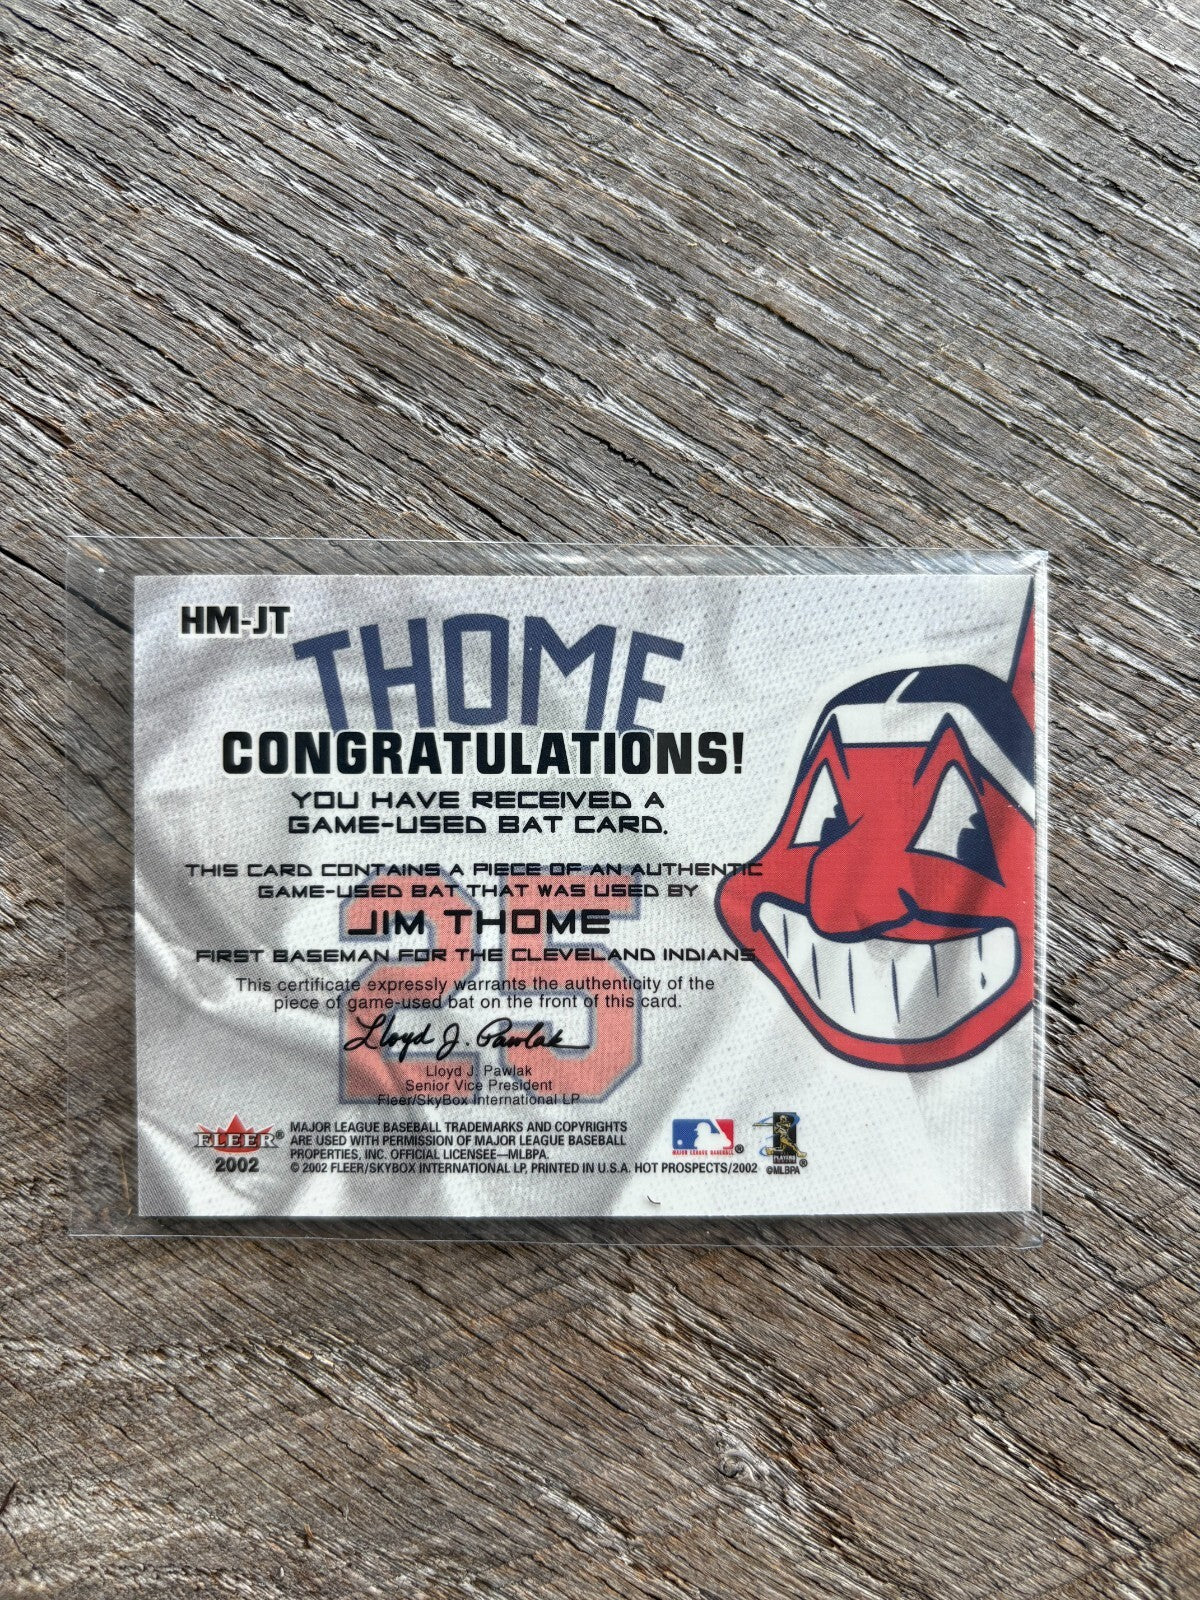 HM-JT
THOME
CONGRATULATIONS!
YOU HAVE RECEIVED A
GAME-USED BAT CARD.
THIS CARD CONTAINS A PIECE OF AN AUTHENTIC
GAME-USED BAT THAT WAS USED BY
JIM THOME
FIRST BASEMAN FOR THE CLEVELAND INDIANS.
25
This certificate expressly warrants the authenticity of the
piece of game-used bat on the front of this card.
Lloyd J. Pawlak
Lloyd J. Pawlak
Senior Vice President
Fleer/SkyBox International LP
FLEER®
2002
MAJOR LEAGUE BASEBALL TRADEMARKS AND COPYRIGHTS
ARE USED WITH PERMISSION OF MAJOR LEAGUE BASEBALL
PROPERTIES, INC. OFFICIAL LICENSEE—MLBPA.
© 2002 FLEER/SKYBOX INTERNATIONAL LP, PRINTED IN U.S.A. HOT PROSPECTS/2002
MAJOR LEAGUE BASEBALL®
PLAYERS
©MLBPA